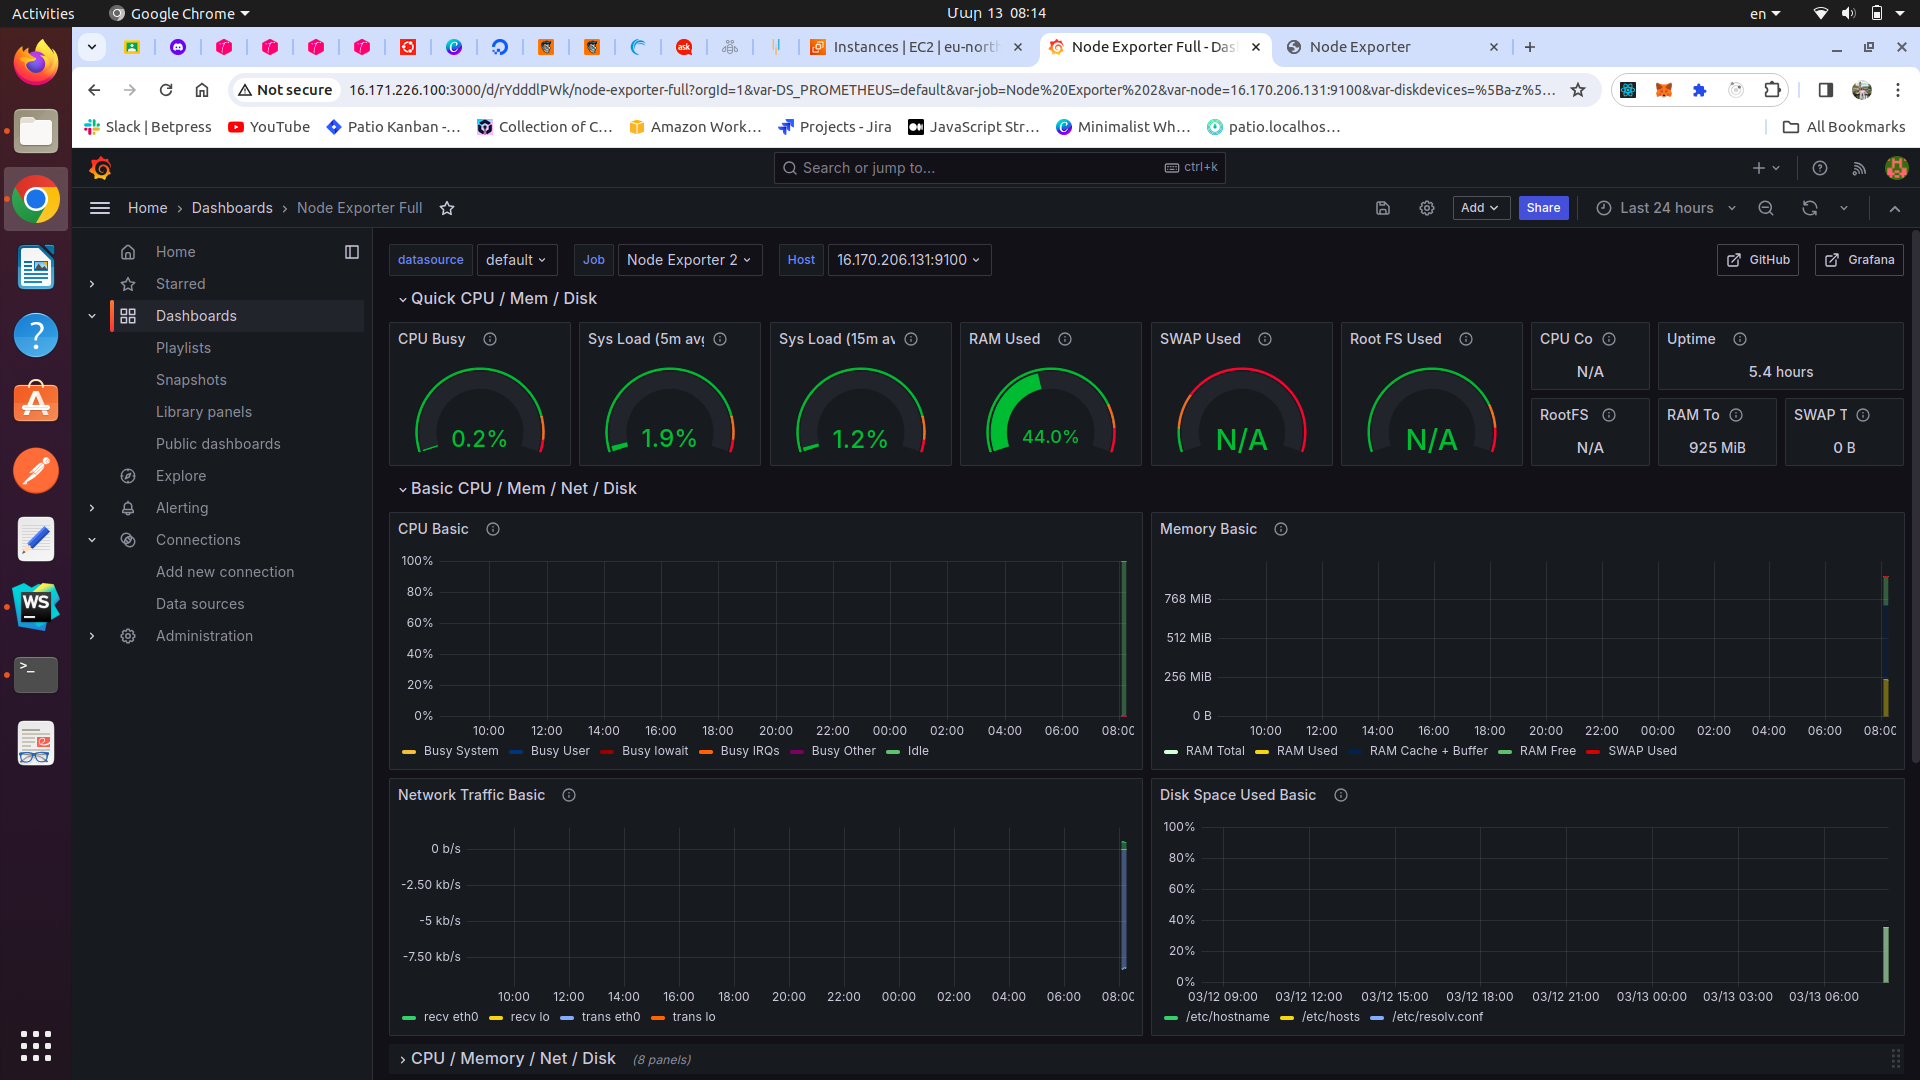 Activities
Google Chrome
Մար 13 08:14
en
Instances | EC2 | eu-nort
Node Exporter Full - Das
Node Exporter
Not secure
16.171.226.100:3000/d/rYdddlPWk/node-exporter-full?orgId=1&var-DS_PROMETHEUS=default&var-job=Node%20Exporter%202&var-node=16.170.206.131:9100&var-diskdevices=%5Ba-z%5...
Slack | Betpress
YouTube
Patio Kanban -...
Collection of C...
Amazon Work...
Projects - Jira
JavaScript Str...
Minimalist Wh...
patio.localhos...
All Bookmarks
Search or jump to...
ctrl+k
Home
Dashboards
Node Exporter Full
Add
Share
Last 24 hours
Home
Starred
Dashboards
Playlists
Snapshots
Library panels
Public dashboards
Explore
Alerting
Connections
Add new connection
Data sources
Administration
datasource
default
Job
Node Exporter 2
Host
16.170.206.131:9100
GitHub
Grafana
Quick CPU / Mem / Disk
CPU Busy
0.2%
Sys Load (5m avg
1.9%
Sys Load (15m av
1.2%
RAM Used
44.0%
SWAP Used
N/A
Root FS Used
N/A
CPU Co
N/A
Uptime
5.4 hours
RootFS
N/A
RAM To
925 MiB
SWAP T
0 B
Basic CPU / Mem / Net / Disk
CPU Basic
100%
80%
60%
40%
20%
0%
10:00 12:00 14:00 16:00 18:00 20:00 22:00 00:00 02:00 04:00 06:00 08:00
Busy System Busy User Busy Iowait Busy IRQs Busy Other Idle
Memory Basic
768 MiB
512 MiB
256 MiB
0 B
10:00 12:00 14:00 16:00 18:00 20:00 22:00 00:00 02:00 04:00 06:00 08:00
RAM Total RAM Used RAM Cache + Buffer RAM Free SWAP Used
Network Traffic Basic
0 b/s
-2.50 kb/s
-5 kb/s
-7.50 kb/s
10:00 12:00 14:00 16:00 18:00 20:00 22:00 00:00 02:00 04:00 06:00 08:00
recv eth0 recv lo trans eth0 trans lo
Disk Space Used Basic
100%
80%
60%
40%
20%
0%
03/12 09:00 03/12 12:00 03/12 15:00 03/12 18:00 03/12 21:00 03/13 00:00 03/13 03:00 03/13 06:00
/etc/hostname /etc/hosts /etc/resolv.conf
CPU / Memory / Net / Disk
(8 panels)
WS
ask